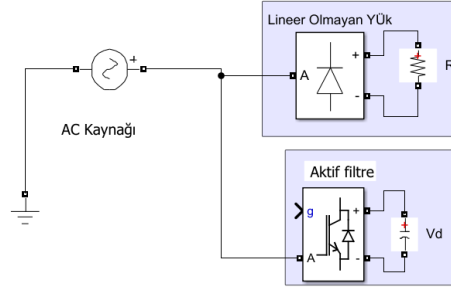 Lineer Olmayan YÜk
+
A
-
+
R
+
AC Kaynağı
Aktif filtre
g
+
A
-
+
Vd